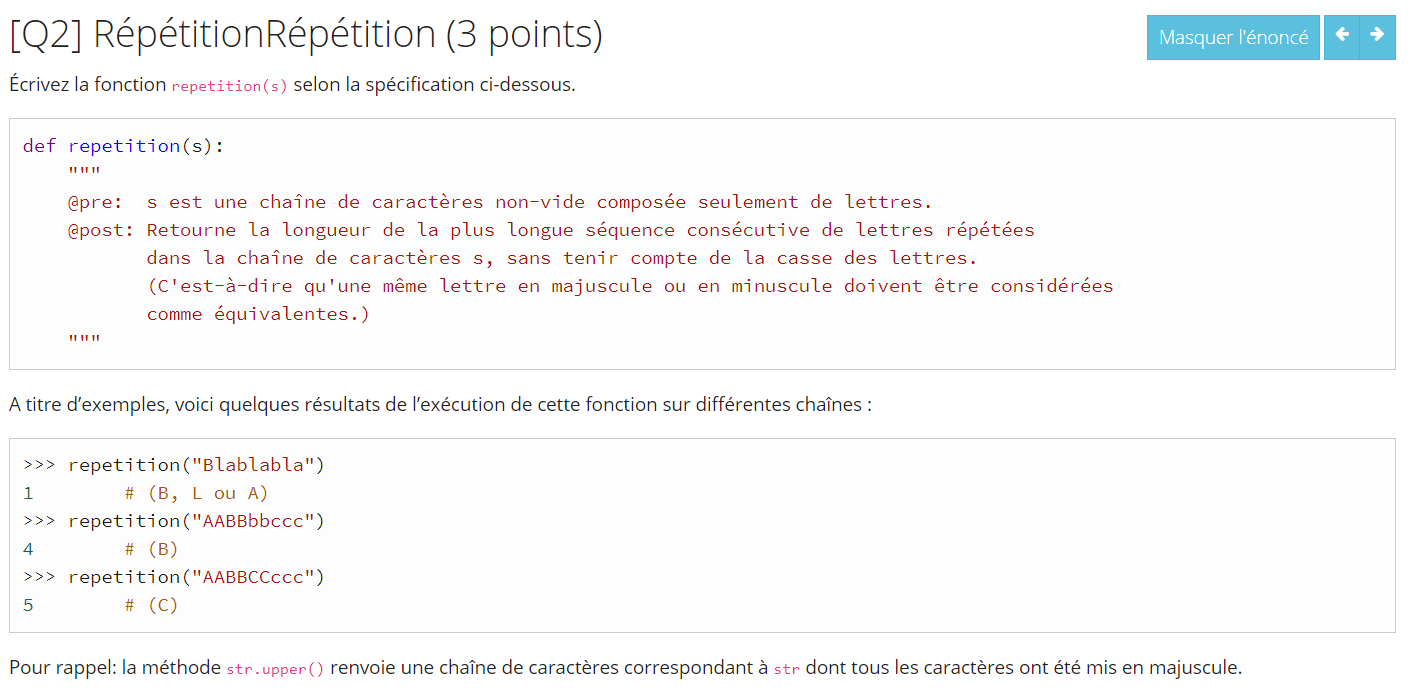 [Q2] RépétitionRépétition (3 points)
Masquer l'énoncé
Écrivez la fonction repetition(s) selon la spécification ci-dessous.
def repetition(s):
    """
    @pre:  s est une chaîne de caractères non-vide composée seulement de lettres.
    @post: Retourne la longueur de la plus longue séquence consécutive de lettres répétées
           dans la chaîne de caractères s, sans tenir compte de la casse des lettres.
           (C'est-à-dire qu'une même lettre en majuscule ou en minuscule doivent être considérées
           comme équivalentes.)
    """
A titre d’exemples, voici quelques résultats de l’exécution de cette fonction sur différentes chaînes :
>>> repetition("Blablabla")
1        # (B, L ou A)
>>> repetition("AABBbbccc")
4        # (B)
>>> repetition("AABBCCccc")
5        # (C)
Pour rappel: la méthode str.upper() renvoie une chaîne de caractères correspondant à str dont tous les caractères ont été mis en majuscule.